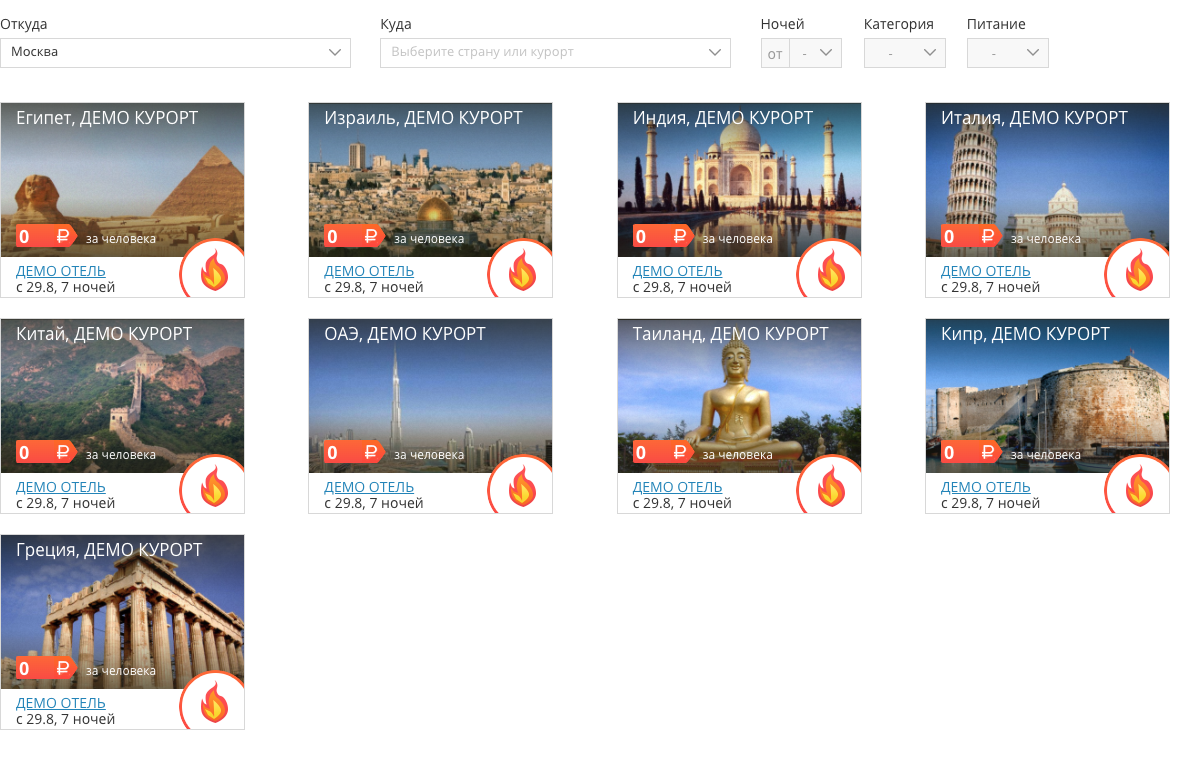 Откуда
Куда
Ночей
Категория
Питание
Москва
Выберите страну или курорт
от
-
-
-
Египет, ДЕМО КУРОРТ
0 ₽ за человека
ДЕМО ОТЕЛЬ
с 29.8, 7 ночей
Израиль, ДЕМО КУРОРТ
0 ₽ за человека
ДЕМО ОТЕЛЬ
с 29.8, 7 ночей
Индия, ДЕМО КУРОРТ
0 ₽ за человека
ДЕМО ОТЕЛЬ
с 29.8, 7 ночей
Италия, ДЕМО КУРОРТ
0 ₽ за человека
ДЕМО ОТЕЛЬ
с 29.8, 7 ночей
Китай, ДЕМО КУРОРТ
0 ₽ за человека
ДЕМО ОТЕЛЬ
с 29.8, 7 ночей
ОАЭ, ДЕМО КУРОРТ
0 ₽ за человека
ДЕМО ОТЕЛЬ
с 29.8, 7 ночей
Таиланд, ДЕМО КУРОРТ
0 ₽ за человека
ДЕМО ОТЕЛЬ
с 29.8, 7 ночей
Кипр, ДЕМО КУРОРТ
0 ₽ за человека
ДЕМО ОТЕЛЬ
с 29.8, 7 ночей
Греция, ДЕМО КУРОРТ
0 ₽ за человека
ДЕМО ОТЕЛЬ
с 29.8, 7 ночей